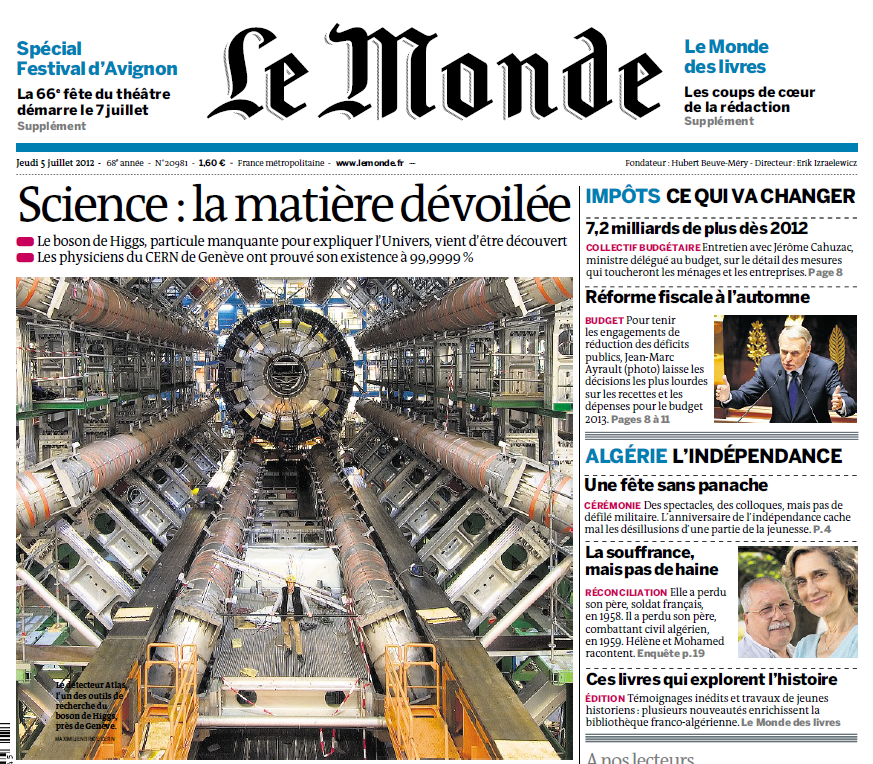 Spécial
Festival d'Avignon
La 66e fête du théâtre
démarre le 7 juillet
Supplément
Le Monde
Le Monde
des livres
Les coups de cœur
de la rédaction
Supplément
Jeudi 5 juillet 2012 - 68e année - N°20981 - 1,60 € - France métropolitaine - www.lemonde.fr —
Fondateur : Hubert Beuve-Méry - Directeur : Erik Izraelewicz
Science : la matière dévoilée
Le boson de Higgs, particule manquante pour expliquer l'Univers, vient d'être découvert
Les physiciens du CERN de Genève ont prouvé son existence à 99,9999 %
Le détecteur Atlas,
l'un des outils de
recherche du
boson de Higgs,
près de Genève.
IMPÔTS CE QUI VA CHANGER
7,2 milliards de plus dès 2012
COLLECTIF BUDGÉTAIRE Entretien avec Jérôme Cahuzac,
ministre délégué au budget, sur le détail des mesures
qui toucheront les ménages et les entreprises. Page 8
Réforme fiscale à l'automne
BUDGET Pour tenir
les engagements de
réduction des déficits
publics, Jean-Marc
Ayrault (photo) laisse les
décisions les plus lourdes
sur les recettes et les
dépenses pour le budget
2013. Pages 8 à 11
ALGÉRIE L'INDÉPENDANCE
Une fête sans panache
CÉRÉMONIE Des spectacles, des colloques, mais pas de
défilé militaire. L'anniversaire de l'indépendance cache
mal les désillusions d'une partie de la jeunesse. P. 4
La souffrance,
mais pas de haine
RÉCONCILIATION Elle a perdu
son père, soldat français,
en 1958. Il a perdu son père,
combattant civil algérien,
en 1959. Hélène et Mohamed
racontent. Enquête p. 19
Ces livres qui explorent l'histoire
ÉDITION Témoignages inédits et travaux de jeunes
historiens : plusieurs nouveautés enrichissent la
bibliothèque franco-algérienne. Le Monde des livres
A nos lecteurs